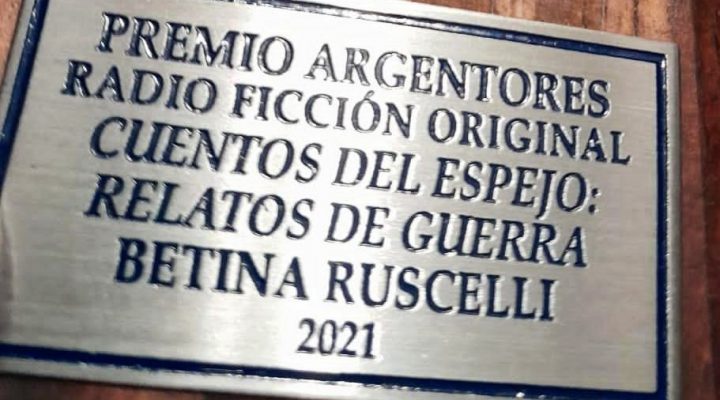 PREMIO ARGENTORES
RADIO FICCIÓN ORIGINAL
CUENTOS DEL ESPEJO:
RELATOS DE GUERRA
BETINA RUSCELLI
2021